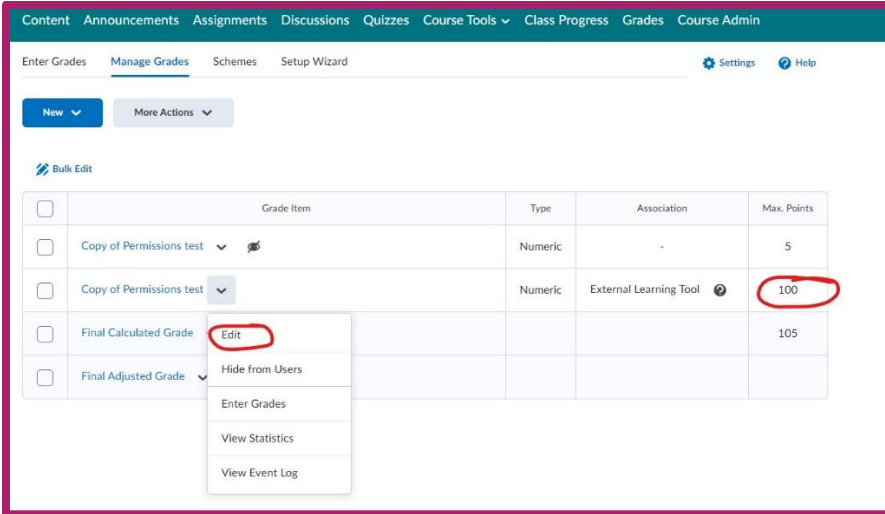 Content Announcements Assignments Discussions Quizzes Course Tools Class Progress Grades Course Admin
Enter Grades Manage Grades Schemes Setup Wizard Settings Help
New More Actions
Bulk Edit
Grade Item Type Association Max. Points
Copy of Permissions test Numeric - 5
Copy of Permissions test Numeric External Learning Tool 100
Final Calculated Grade 105
Edit
Hide from Users
Final Adjusted Grade
Enter Grades
View Statistics
View Event Log